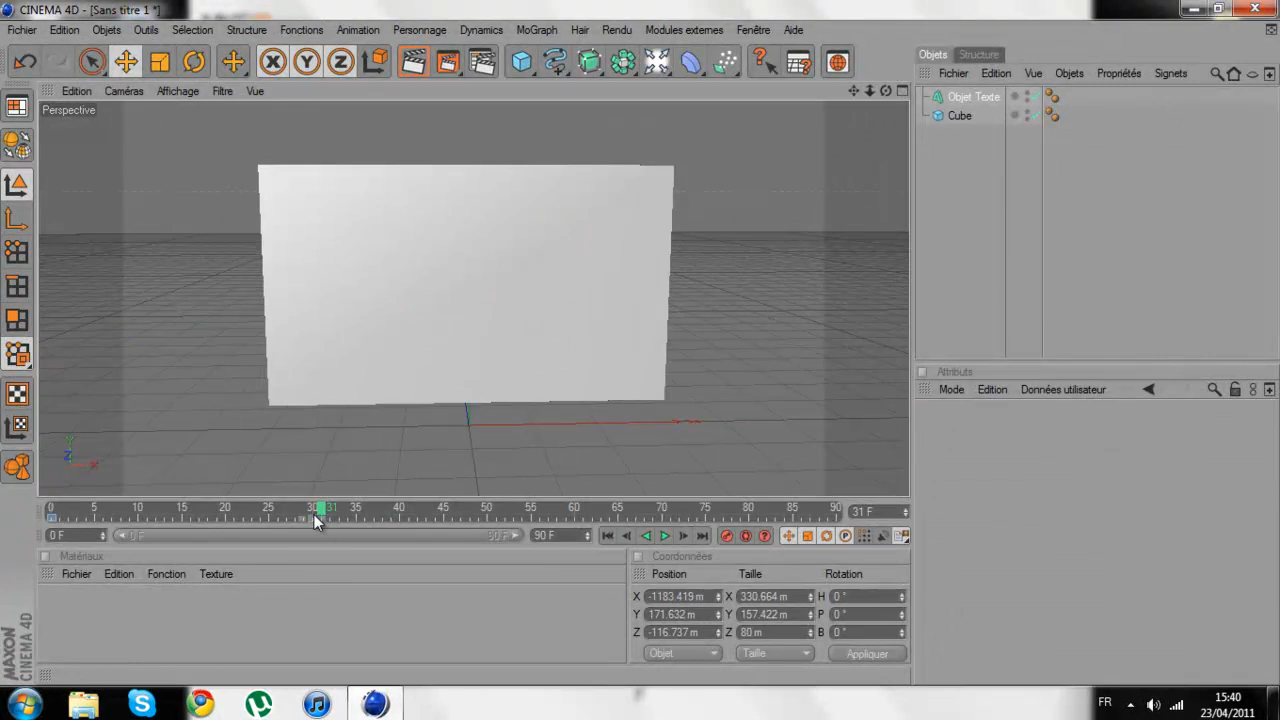 CINEMA 4D - [Sans titre 1 *]
Fichier Edition Objets Outils Sélection Structure Fonctions Animation Personnage Dynamics MoGraph Hair Rendu Modules externes Fenêtre Aide
X Y Z
Objets Structure
Fichier Edition Vue Objets Propriétés Signets
Edition Caméras Affichage Filtre Vue
Perspective
Objet Texte
Cube
Attributs
Mode Edition Données utilisateur
Y
Z X
0 5 10 15 20 25 30 31 35 40 45 50 55 60 65 70 75 80 85 90 31 F
0 F 0 F 90 F 90 F
Matériaux
Fichier Edition Fonction Texture
Coordonnées
Position Taille Rotation
X -1183.419 m X 330.664 m H 0 °
Y 171.632 m Y 157.422 m P 0 °
Z -116.737 m Z 80 m B 0 °
Objet Taille Appliquer
MAXON
CINEMA 4D
FR
15:40
23/04/2011